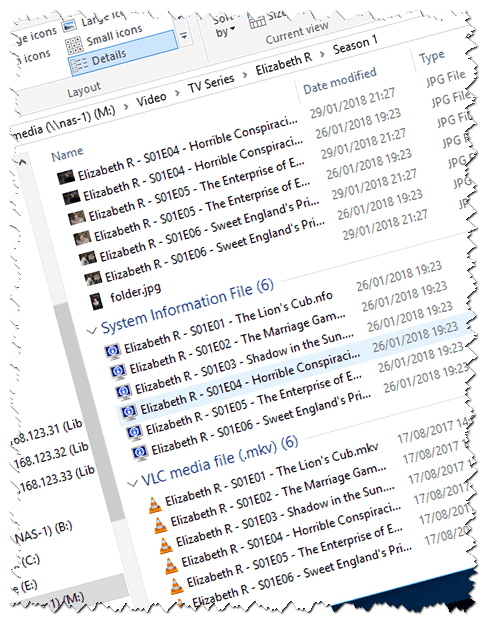 ge icons
Large ico
icons
Small icons
Details
Sort
by
Size
Layout
Current view
media (\\nas-1) (M:) > Video > TV Series > Elizabeth R > Season 1
Name
Date modified
Type
Elizabeth R - S01E04 - Horrible Conspiraci...
29/01/2018 21:27
JPG File
Elizabeth R - S01E04 - Horrible Conspiraci...
26/01/2018 19:23
JPG File
Elizabeth R - S01E05 - The Enterprise of E...
29/01/2018 21:27
JPG Fi
Elizabeth R - S01E05 - The Enterprise of E...
26/01/2018 19:23
JPG F
Elizabeth R - S01E06 - Sweet England's Pri...
29/01/2018 21:27
JPG
Elizabeth R - S01E06 - Sweet England's Pri...
26/01/2018 19:23
JPG
folder.jpg
29/01/2018 21:27
System Information File (6)
Elizabeth R - S01E01 - The Lion's Cub.nfo
26/01/2018 19:23
Elizabeth R - S01E02 - The Marriage Gam...
26/01/2018 19:23
Elizabeth R - S01E03 - Shadow in the Sun....
26/01/2018 19:23
Elizabeth R - S01E04 - Horrible Conspiraci...
26/01/2018 19:23
Elizabeth R - S01E05 - The Enterprise of E...
26/01/2018 19:23
Elizabeth R - S01E06 - Sweet England's Pri...
26/01/2018 19:23
VLC media file (.mkv) (6)
Elizabeth R - S01E01 - The Lion's Cub.mkv
17/08/2017 14
Elizabeth R - S01E02 - The Marriage Gam...
17/08/2017
Elizabeth R - S01E03 - Shadow in the Sun....
17/08/2017
Elizabeth R - S01E04 - Horrible Conspiraci...
17/08/2017
Elizabeth R - S01E05 - The Enterprise of E...
17/08/2017
Elizabeth R - S01E06 - Sweet England's Pri...
17/08/2017
168.123.31 (Lib
168.123.32 (Lib
168.123.33 (Lib
NAS-1) (B:)
(C:)
(E:)
s-1) (M:)